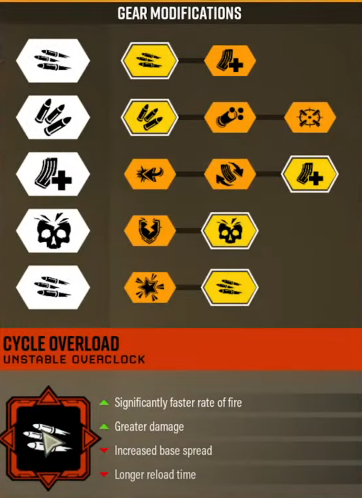 GEAR MODIFICATIONS
CYCLE OVERLOAD
UNSTABLE OVERCLOCK
Significantly faster rate of fire
Greater damage
Increased base spread
Longer reload time